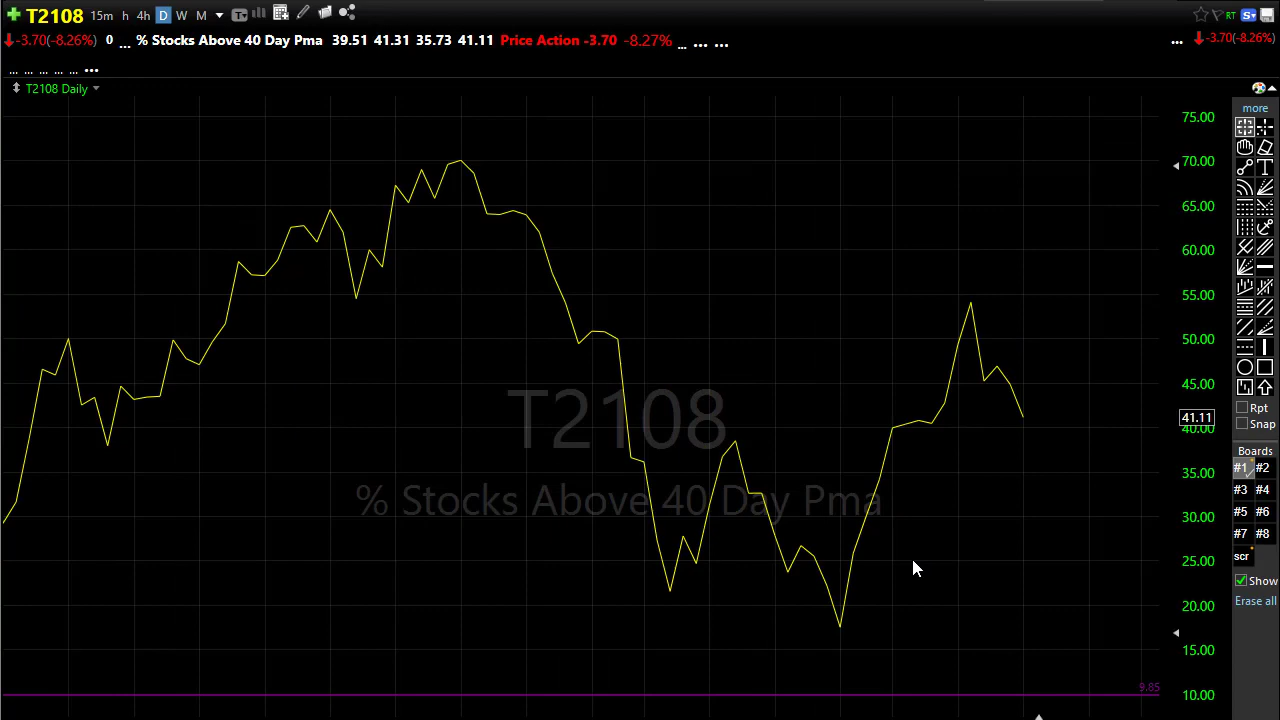 T2108 15m h 4h D W M T RT S
-3.70(-8.26%) 0 ... % Stocks Above 40 Day Pma 39.51 41.31 35.73 41.11 Price Action -3.70 -8.27% ... ... ... ... -3.70(-8.26%)
... ... ... ... ... ...
T2108 Daily
more
75.00
70.00
65.00
60.00
55.00
50.00
45.00
41.11
40.00
35.00
30.00
25.00
20.00
15.00
10.00
9.85
T2108
% Stocks Above 40 Day Pma
T
Rpt
Snap
Boards
#1 #2
#3 #4
#5 #6
#7 #8
scr
Show
Erase all